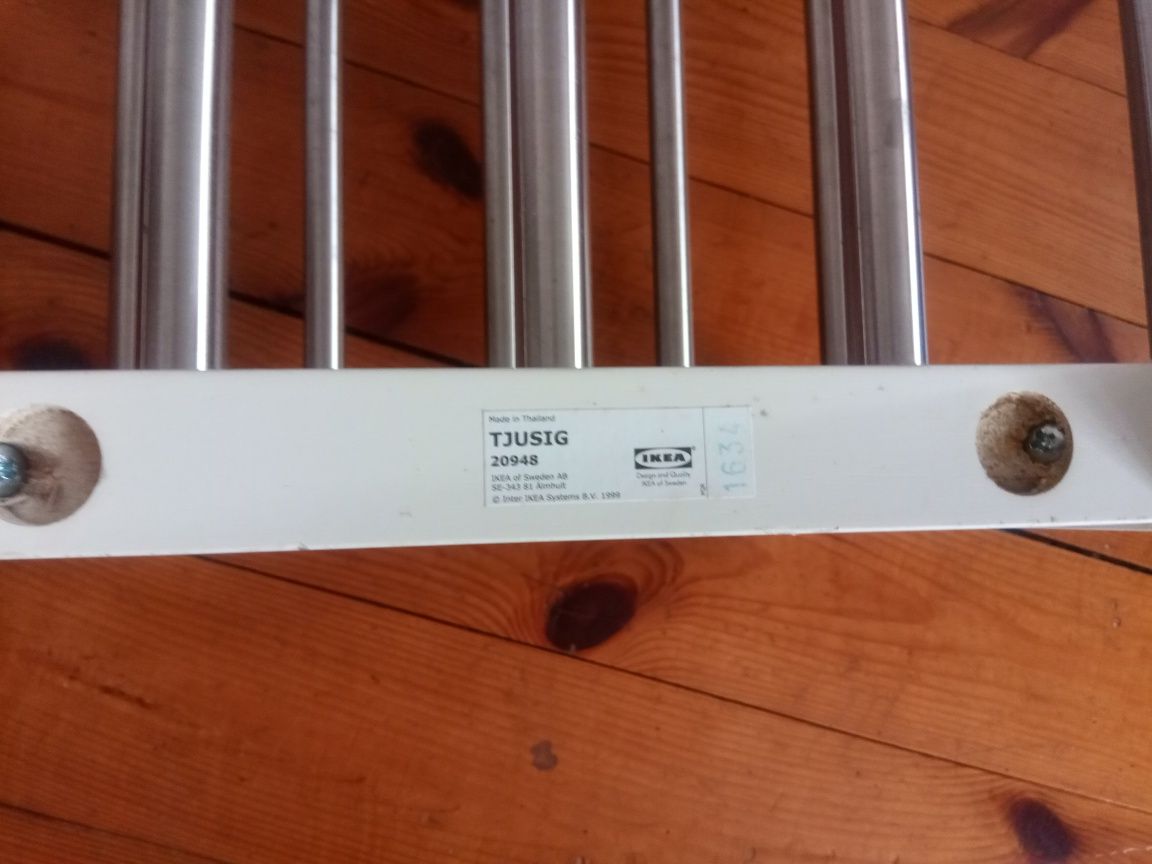 Made in Thailand
TJUSIG
20948
IKEA of Sweden AB
SE-343 81 Älmhult
© Inter IKEA Systems B.V. 1999
IKEA®
Design and Quality
IKEA of Sweden
1634